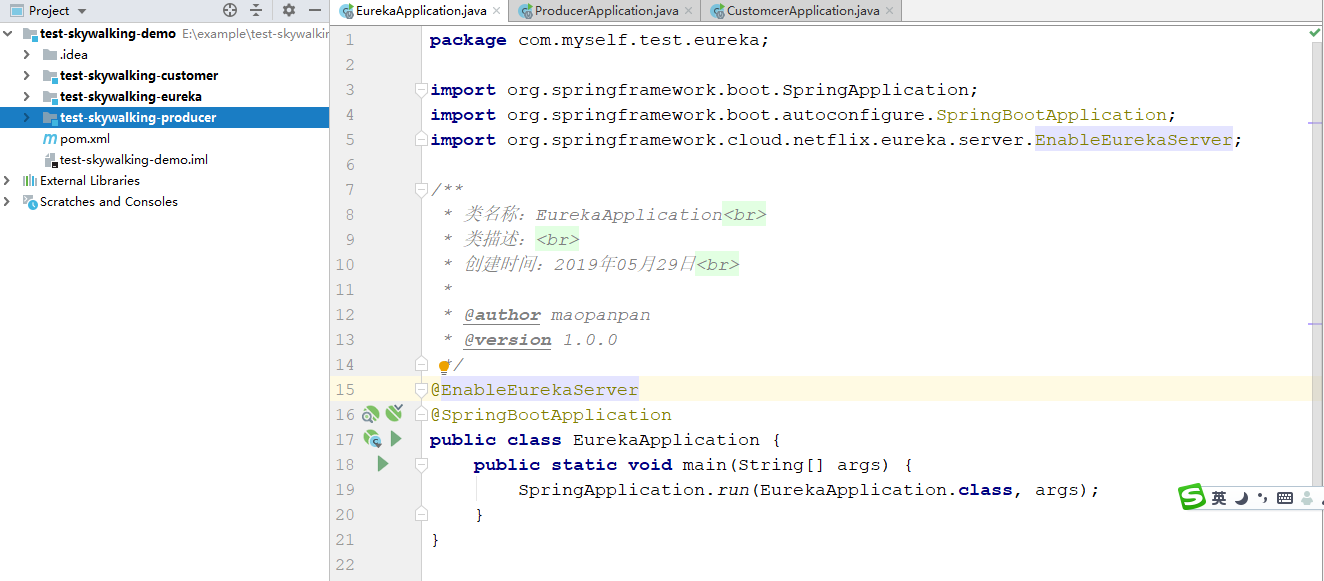 Project
EurekaApplication.java
ProducerApplication.java
CustomcerApplication.java
test-skywalking-demo E:\example\test-skywalkin
.idea
test-skywalking-customer
test-skywalking-eureka
test-skywalking-producer
pom.xml
test-skywalking-demo.iml
External Libraries
Scratches and Consoles
1 package com.myself.test.eureka;
2
3 import org.springframework.boot.SpringApplication;
4 import org.springframework.boot.autoconfigure.SpringBootApplication;
5 import org.springframework.cloud.netflix.eureka.server.EnableEurekaServer;
6
7 /**
8 * 类名称：EurekaApplication<br>
9 * 类描述：<br>
10 * 创建时间：2019年05月29日<br>
11 *
12 * @author maopanpan
13 * @version 1.0.0
14 */
15 @EnableEurekaServer
16 @SpringBootApplication
17 public class EurekaApplication {
18 public static void main(String[] args) {
19 SpringApplication.run(EurekaApplication.class, args);
20 }
21 }
22
英